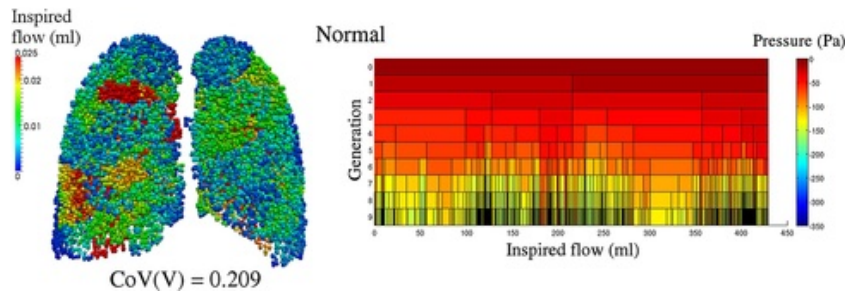 Inspired
flow (ml)
0.025
0.02
0.01
0
CoV(V) = 0.209
Normal
Generation
0
1
2
3
4
5
6
7
8
9
0 50 100 150 200 250 300 350 400 450
Inspired flow (ml)
Pressure (Pa)
0
-50
-100
-150
-200
-250
-300
-350